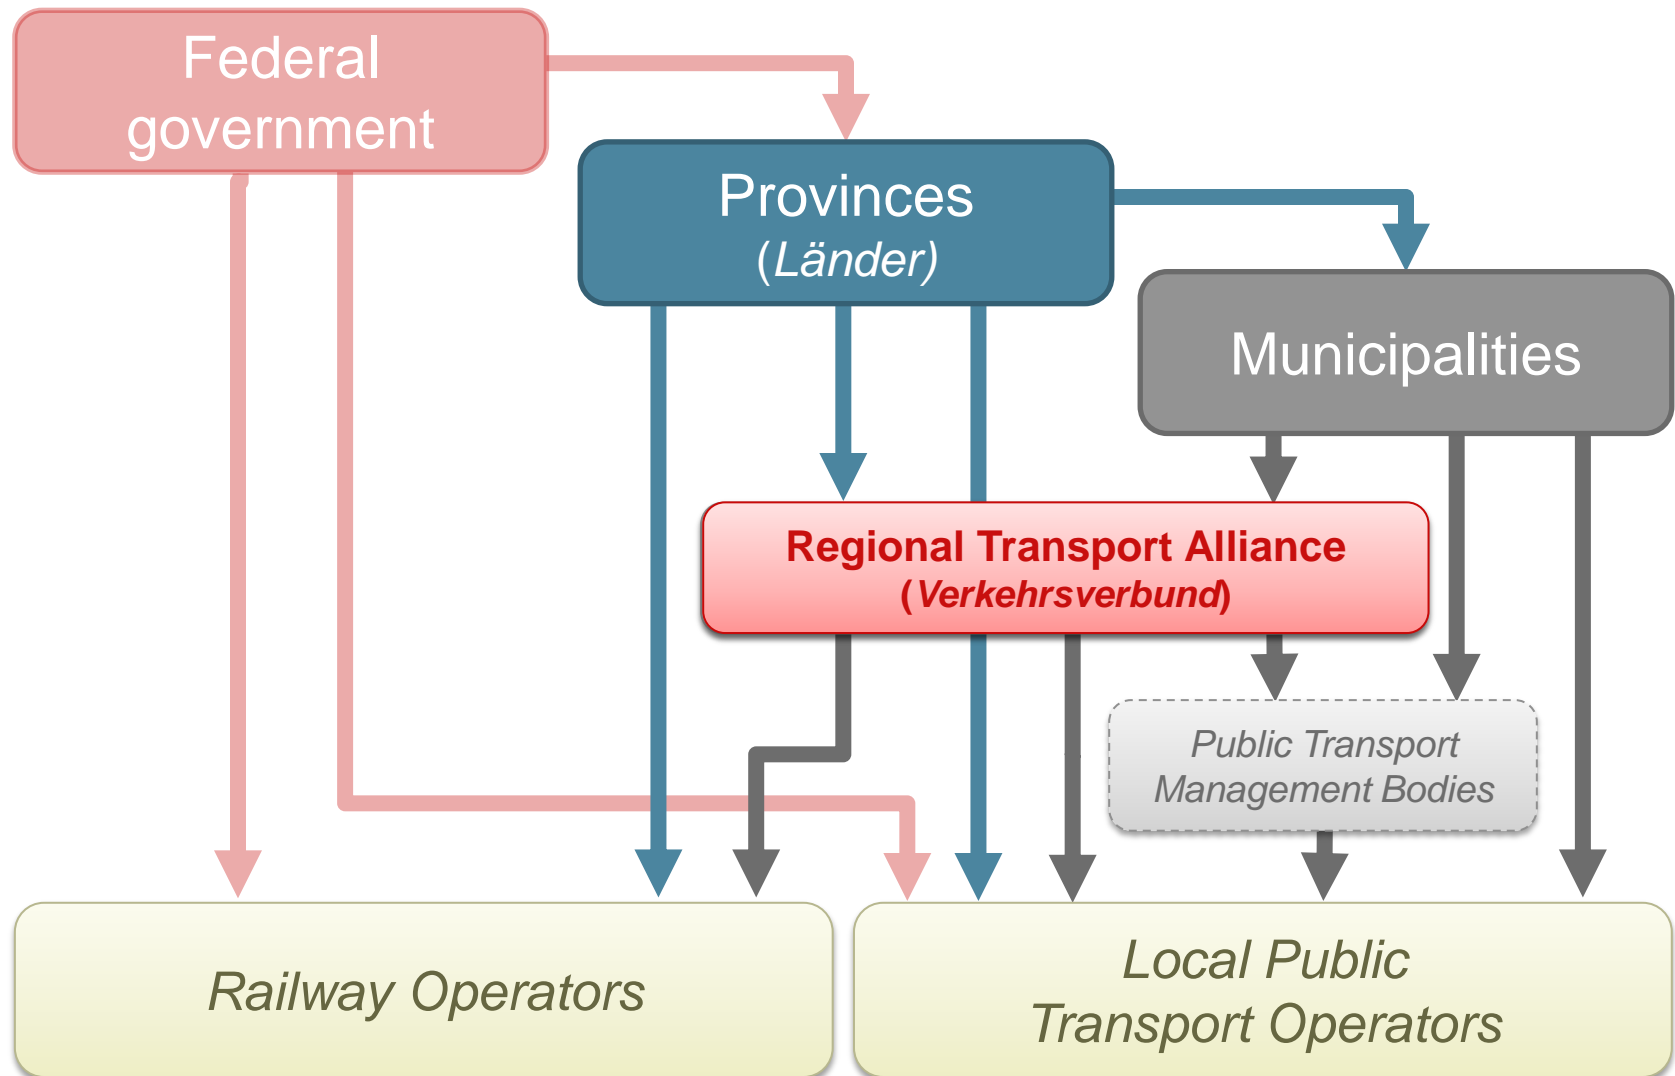 Federal
government
Provinces
(Länder)
Municipalities
Regional Transport Alliance
(Verkehrsverbund)
Public Transport
Management Bodies
Railway Operators
Local Public
Transport Operators